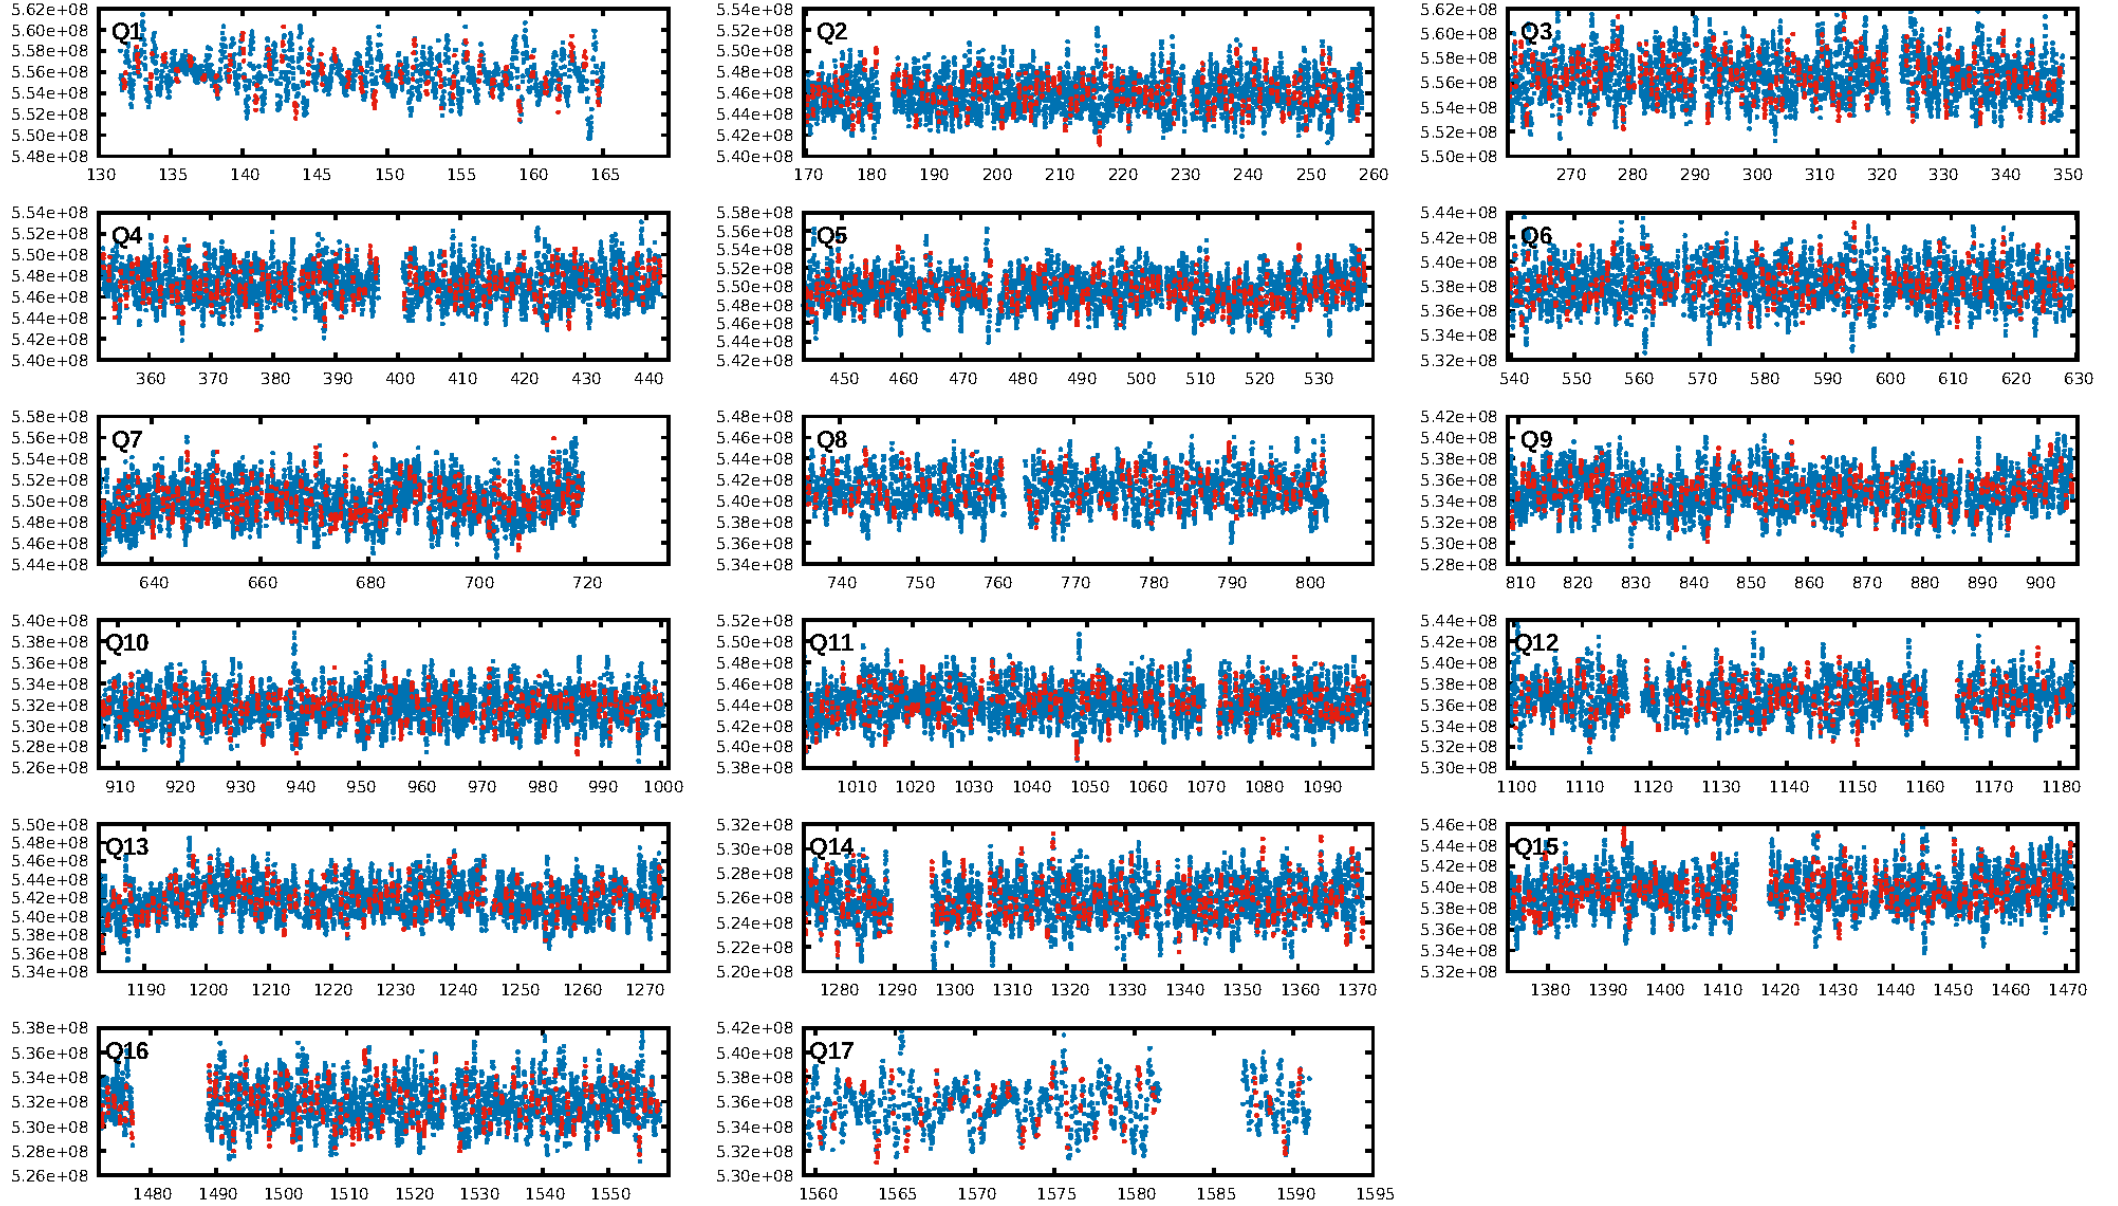 5.62e+08 5.60e+08 5.58e+08 5.56e+08 5.54e+08 5.52e+08 5.50e+08 5.48e+08
Q1
130 135 140 145 150 155 160 165
5.54e+08 5.52e+08 5.50e+08 5.48e+08 5.46e+08 5.44e+08 5.42e+08 5.40e+08
Q2
170 180 190 200 210 220 230 240 250 260
5.62e+08 5.60e+08 5.58e+08 5.56e+08 5.54e+08 5.52e+08 5.50e+08
Q3
270 280 290 300 310 320 330 340 350
5.54e+08 5.52e+08 5.50e+08 5.48e+08 5.46e+08 5.44e+08 5.42e+08 5.40e+08
Q4
360 370 380 390 400 410 420 430 440
5.58e+08 5.56e+08 5.54e+08 5.52e+08 5.50e+08 5.48e+08 5.46e+08 5.44e+08 5.42e+08
Q5
450 460 470 480 490 500 510 520 530
5.44e+08 5.42e+08 5.40e+08 5.38e+08 5.36e+08 5.34e+08 5.32e+08
Q6
540 550 560 570 580 590 600 610 620 630
5.58e+08 5.56e+08 5.54e+08 5.52e+08 5.50e+08 5.48e+08 5.46e+08 5.44e+08
Q7
640 660 680 700 720
5.48e+08 5.46e+08 5.44e+08 5.42e+08 5.40e+08 5.38e+08 5.36e+08 5.34e+08
Q8
740 750 760 770 780 790 800
5.42e+08 5.40e+08 5.38e+08 5.36e+08 5.34e+08 5.32e+08 5.30e+08 5.28e+08
Q9
810 820 830 840 850 860 870 880 890 900
5.40e+08 5.38e+08 5.36e+08 5.34e+08 5.32e+08 5.30e+08 5.28e+08 5.26e+08
Q10
910 920 930 940 950 960 970 980 990 1000
5.52e+08 5.50e+08 5.48e+08 5.46e+08 5.44e+08 5.42e+08 5.40e+08 5.38e+08
Q11
1010 1020 1030 1040 1050 1060 1070 1080 1090
5.44e+08 5.42e+08 5.40e+08 5.38e+08 5.36e+08 5.34e+08 5.32e+08 5.30e+08
Q12
1100 1110 1120 1130 1140 1150 1160 1170 1180
5.50e+08 5.48e+08 5.46e+08 5.44e+08 5.42e+08 5.40e+08 5.38e+08 5.36e+08 5.34e+08
Q13
1190 1200 1210 1220 1230 1240 1250 1260 1270
5.32e+08 5.30e+08 5.28e+08 5.26e+08 5.24e+08 5.22e+08 5.20e+08
Q14
1280 1290 1300 1310 1320 1330 1340 1350 1360 1370
5.46e+08 5.44e+08 5.42e+08 5.40e+08 5.38e+08 5.36e+08 5.34e+08 5.32e+08
Q15
1380 1390 1400 1410 1420 1430 1440 1450 1460 1470
5.38e+08 5.36e+08 5.34e+08 5.32e+08 5.30e+08 5.28e+08 5.26e+08
Q16
1480 1490 1500 1510 1520 1530 1540 1550
5.42e+08 5.40e+08 5.38e+08 5.36e+08 5.34e+08 5.32e+08 5.30e+08
Q17
1560 1565 1570 1575 1580 1585 1590 1595